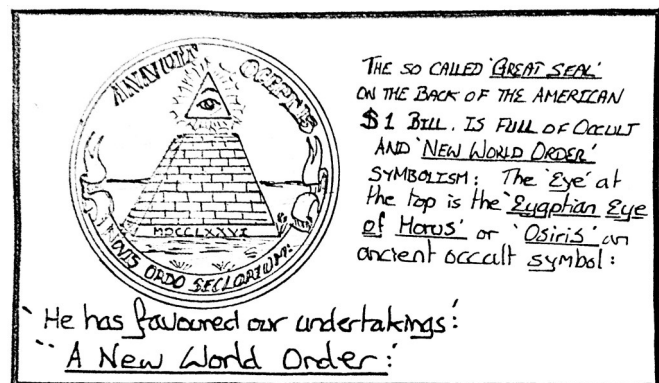 ANNUIT COEPTIS
MDCCLXXVI
NOVUS ORDO SECLORIUM:
THE SO CALLED 'GREAT SEAL'
ON THE BACK OF THE AMERICAN
$1 BILL. IS FULL OF OCCULT
AND 'NEW WORLD ORDER'
SYMBOLISM: The 'Eye' at
the top is the 'Eygptian Eye
of Horus' or 'Osiris' an
ancient occult symbol:
'He has favoured our undertakings:'
"A New World Order:'